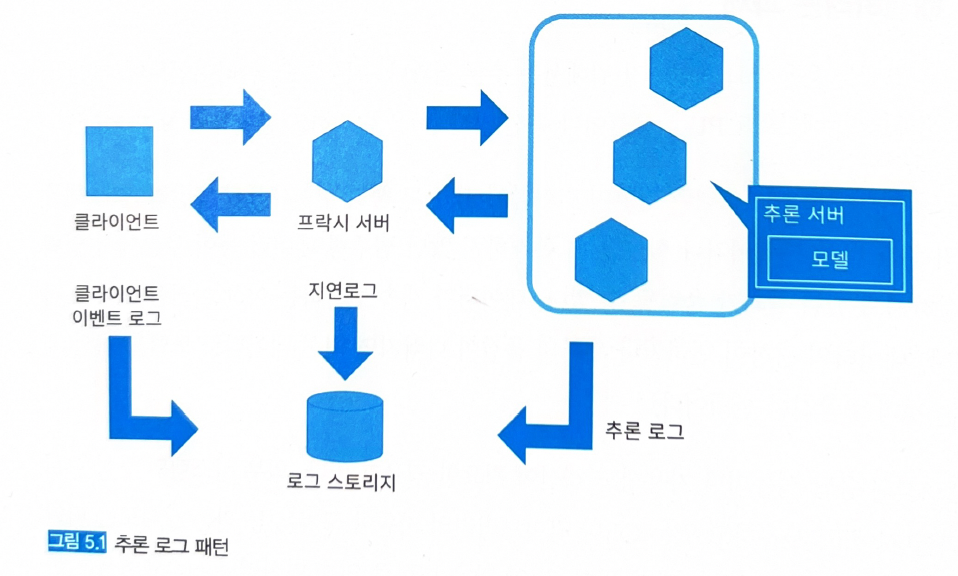 클라이언트
프락시 서버
추론 서버
모델
클라이언트
이벤트 로그
지연로그
추론 로그
로그 스토리지
그림 5.1 추론 로그 패턴